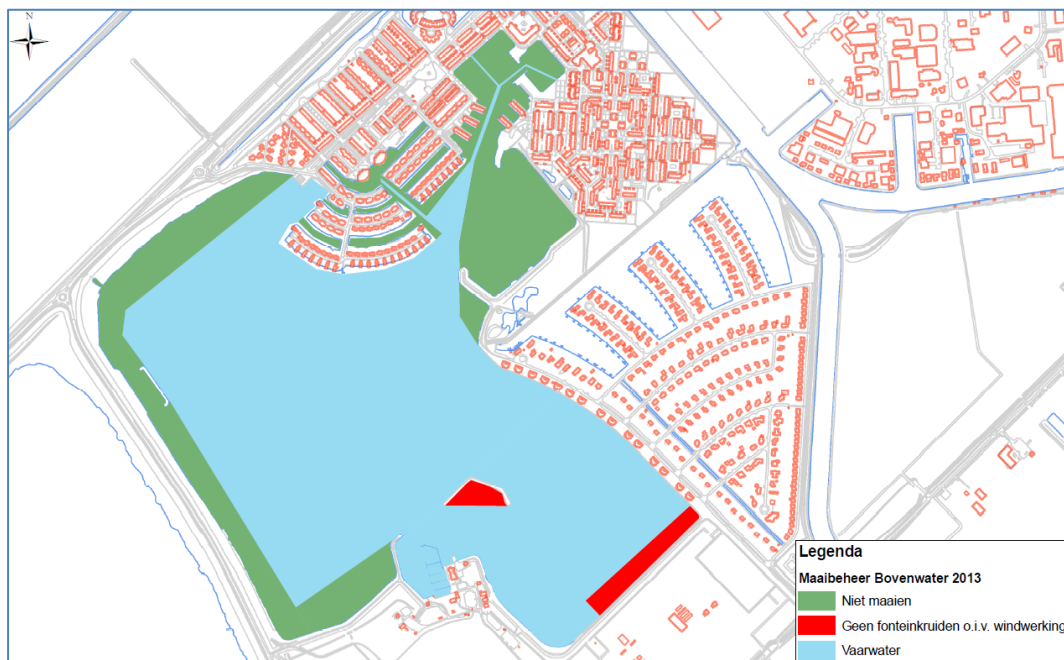 N
Legenda
Maaibeheer Bovenwater 2013
Niet maaien
Geen fonteinkruiden o.i.v. windwerking
Vaarwater